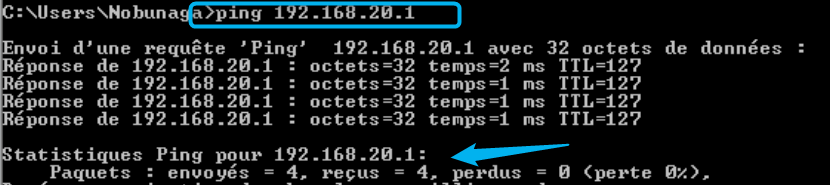 C:\Users\Nobunaga>ping 192.168.20.1
Envoi d'une requête 'Ping'  192.168.20.1 avec 32 octets de données :
Réponse de 192.168.20.1 : octets=32 temps=2 ms TTL=127
Réponse de 192.168.20.1 : octets=32 temps=1 ms TTL=127
Réponse de 192.168.20.1 : octets=32 temps=1 ms TTL=127
Réponse de 192.168.20.1 : octets=32 temps=1 ms TTL=127
Statistiques Ping pour 192.168.20.1:
    Paquets : envoyés = 4, reçus = 4, perdus = 0 (perte 0%),